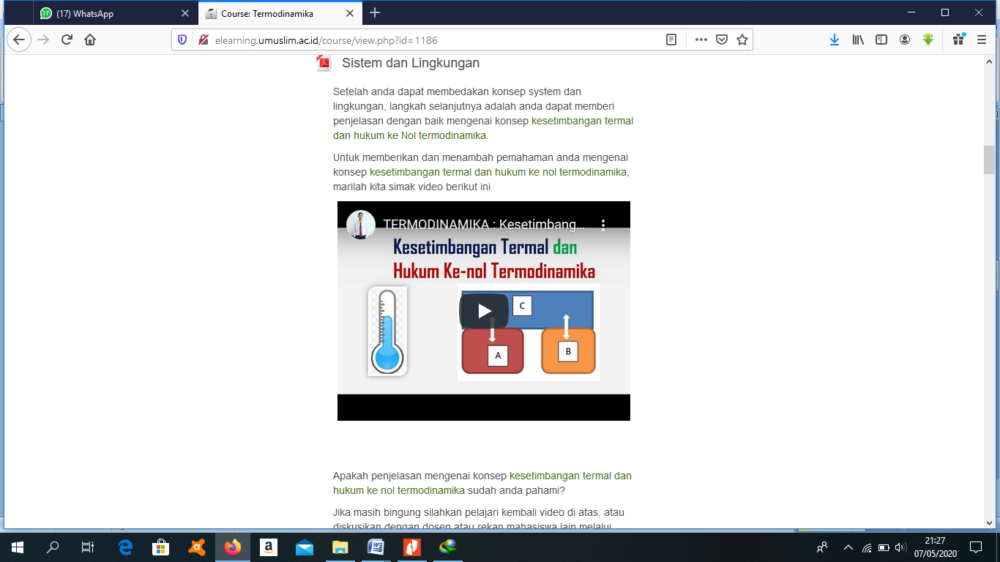 (17) WhatsApp
Course: Termodinamika
elearning.umuslim.ac.id/course/view.php?id=1186
Sistem dan Lingkungan
Setelah anda dapat membedakan konsep system dan
lingkungan, langkah selanjutnya adalah anda dapat memberi
penjelasan dengan baik mengenai konsep kesetimbangan termal
dan hukum ke Nol termodinamika.
Untuk memberikan dan menambah pemahaman anda mengenai
konsep kesetimbangan termal dan hukum ke nol termodinamika,
marilah kita simak video berikut ini
TERMODINAMIKA : Kesetimbang...
Kesetimbangan Termal dan
Hukum Ke-nol Termodinamika
C
A
B
Apakah penjelasan mengenai konsep kesetimbangan termal dan
hukum ke nol termodinamika sudah anda pahami?
Jika masih bingung silahkan pelajari kembali video di atas, atau
diskusikan dengan dosen atau rekan mahasiswa lain melalui
21:27
07/05/2020